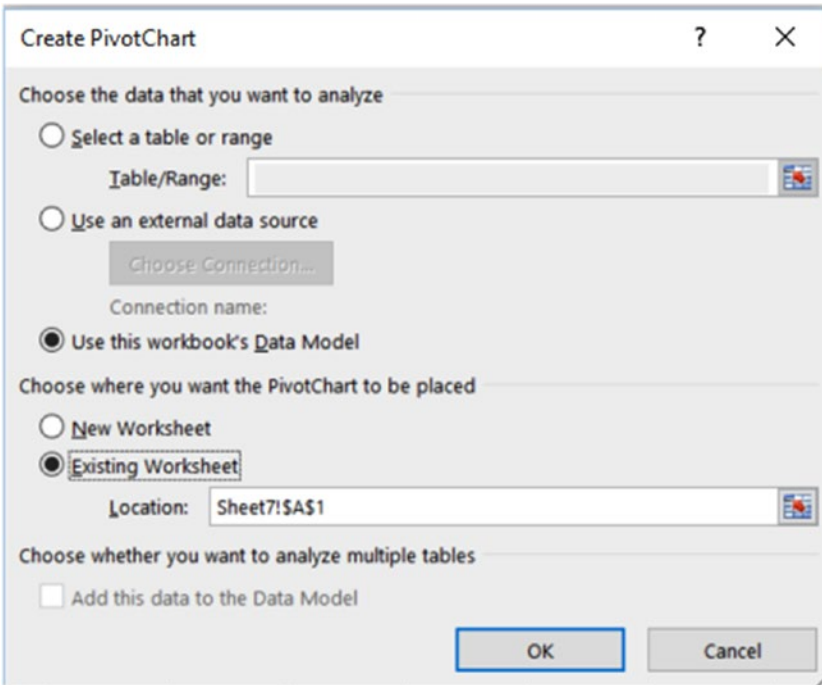 Create PivotChart ?
Choose the data that you want to analyze
Select a table or range
Table/Range:
Use an external data source
Choose Connection...
Connection name:
Use this workbook's Data Model
Choose where you want the PivotChart to be placed
New Worksheet
Existing Worksheet
Location: Sheet7!$A$1
Choose whether you want to analyze multiple tables
Add this data to the Data Model
OK Cancel